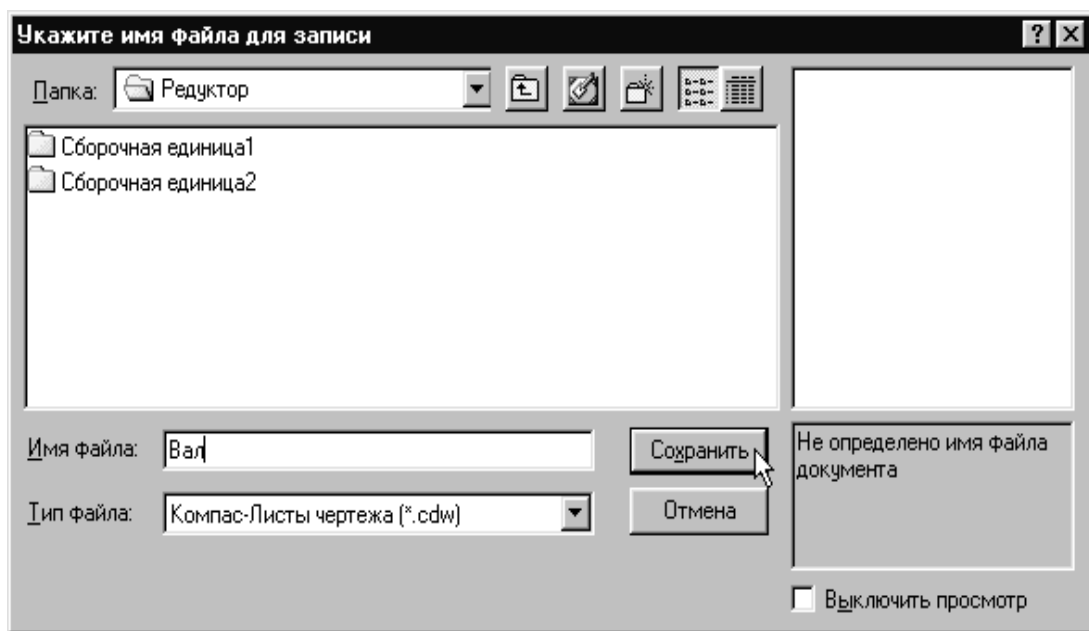 Укажите имя файла для записи
Папка: Редуктор
Сборочная единица1
Сборочная единица2
Имя файла: Вал Сохранить
Не определено имя файла
документа
Тип файла: Компас-Листы чертежа (*.cdw) Отмена
Выключить просмотр